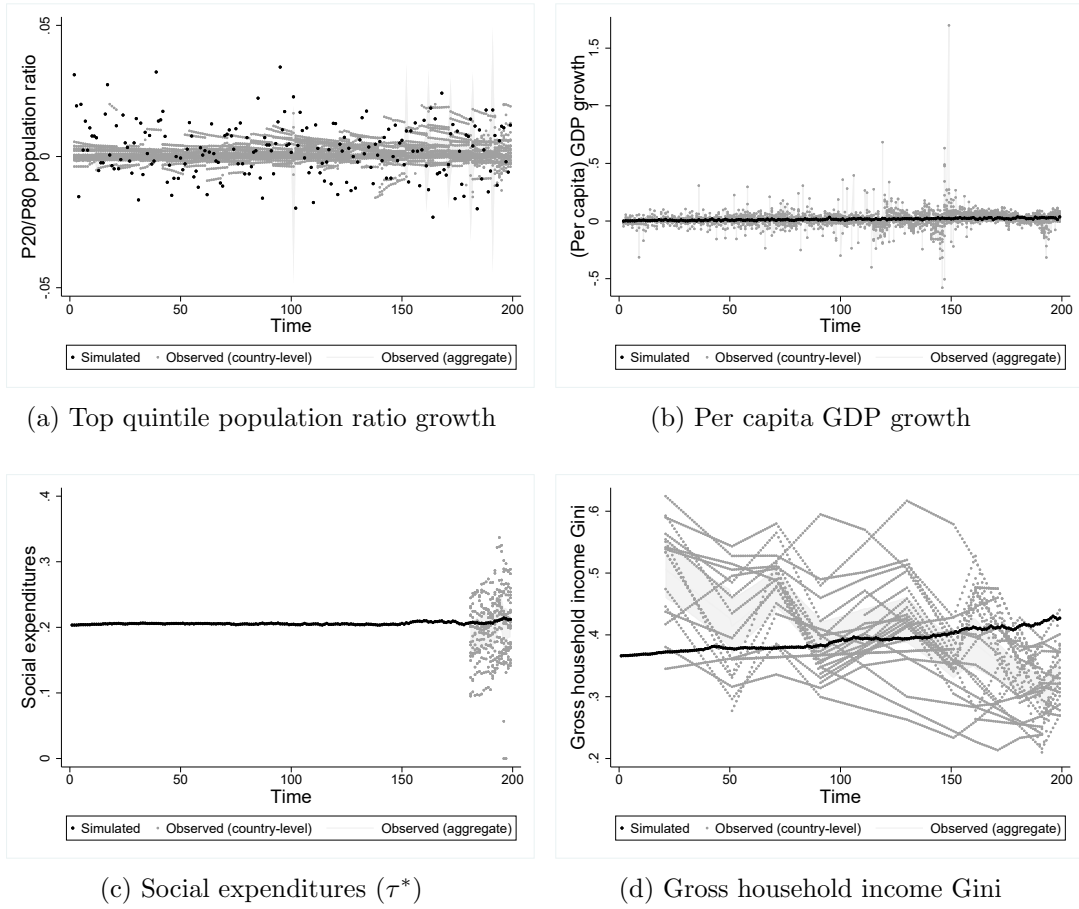 P20/P80 population ratio
.05
0
-.05
0 50 100 150 200
Time
Simulated Observed (country-level) Observed (aggregate)
(a) Top quintile population ratio growth
(Per capita) GDP growth
1.5
1
.5
0
-.5
0 50 100 150 200
Time
Simulated Observed (country-level) Observed (aggregate)
(b) Per capita GDP growth
Social expenditures
.4
.3
.2
.1
0
0 50 100 150 200
Time
Simulated Observed (country-level) Observed (aggregate)
(c) Social expenditures (τ*)
Gross household income Gini
.6
.5
.4
.3
.2
0 50 100 150 200
Time
Simulated Observed (country-level) Observed (aggregate)
(d) Gross household income Gini